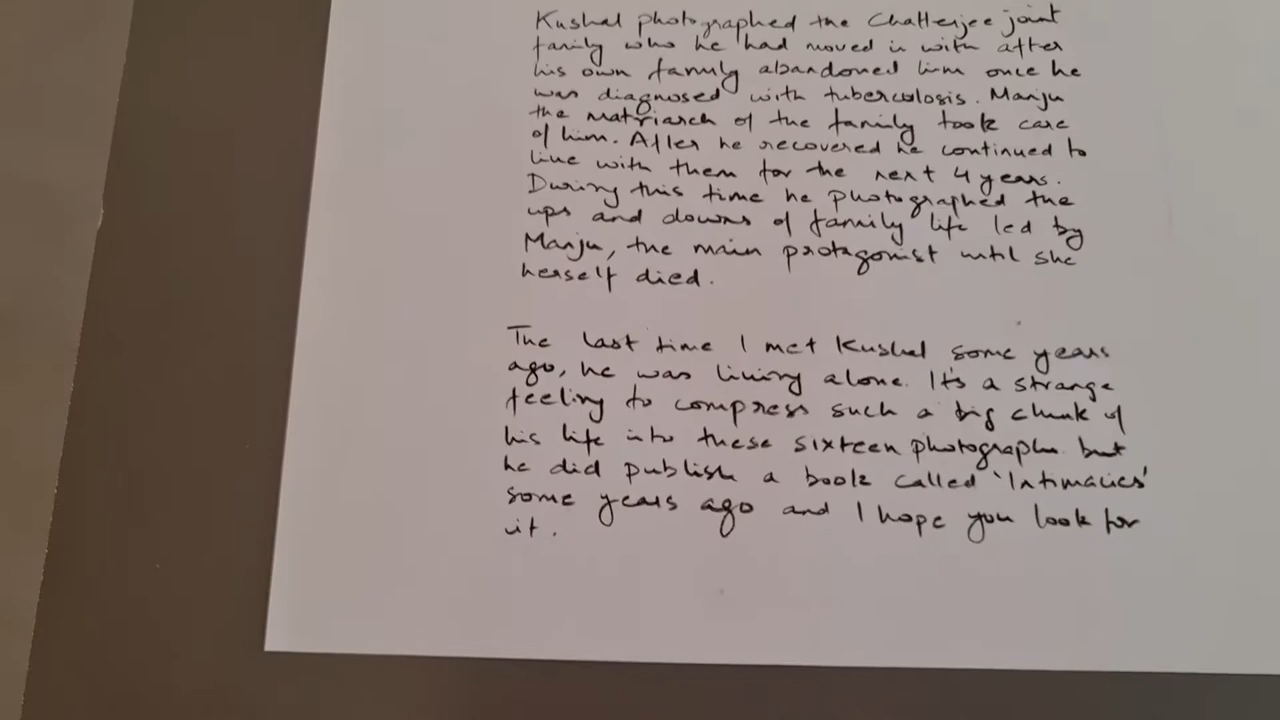 Kushal photographed the Chatterjee joint
family who he had moved in with after
his own family abandoned him once he
was diagnosed with tubercolosis. Manju
the matriarch of the family took care
of him. After he recovered he continued to
live with them for the next 4 years.
During this time he photographed the
ups and downs of family life led by
Manju, the main protagonist until she
herself died.
The last time I met Kushal some years
ago, he was living alone. It's a strange
feeling to compress such a big chunk of
his life into these sixteen photographs but
he did publish a book called 'Intimacies'
some years ago and I hope you look for
it.